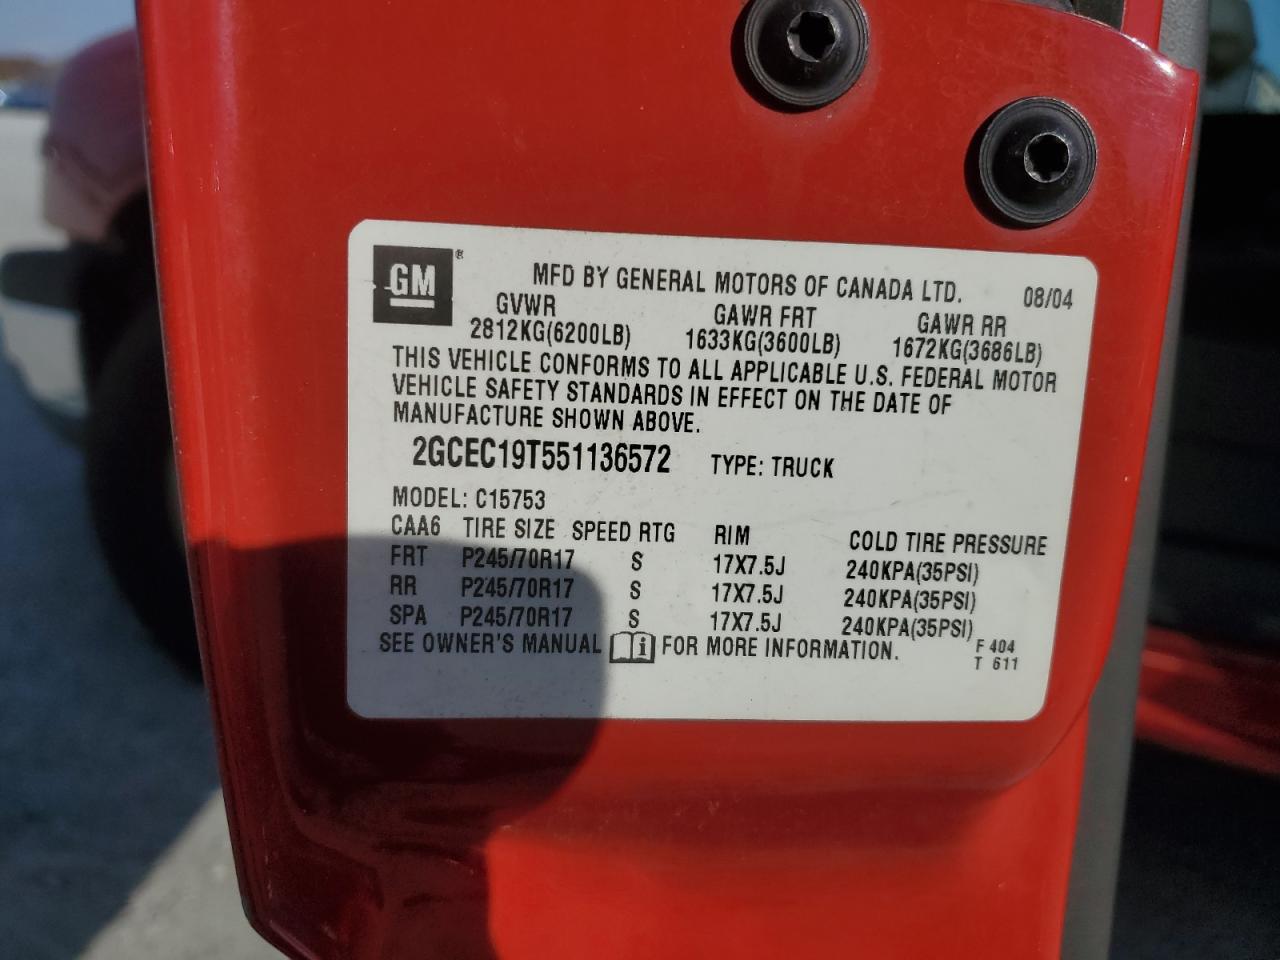 GM®
MFD BY GENERAL MOTORS OF CANADA LTD. 08/04
GVWR GAWR FRT GAWR RR
2812KG(6200LB) 1633KG(3600LB) 1672KG(3686LB)
THIS VEHICLE CONFORMS TO ALL APPLICABLE U.S. FEDERAL MOTOR
VEHICLE SAFETY STANDARDS IN EFFECT ON THE DATE OF
MANUFACTURE SHOWN ABOVE.
2GCEC19T551136572 TYPE: TRUCK
MODEL: C15753
CAA6 TIRE SIZE SPEED RTG RIM COLD TIRE PRESSURE
FRT P245/70R17 S 17X7.5J 240KPA(35PSI)
RR P245/70R17 S 17X7.5J 240KPA(35PSI)
SPA P245/70R17 S 17X7.5J 240KPA(35PSI)
SEE OWNER'S MANUAL i FOR MORE INFORMATION. F 404
T 611